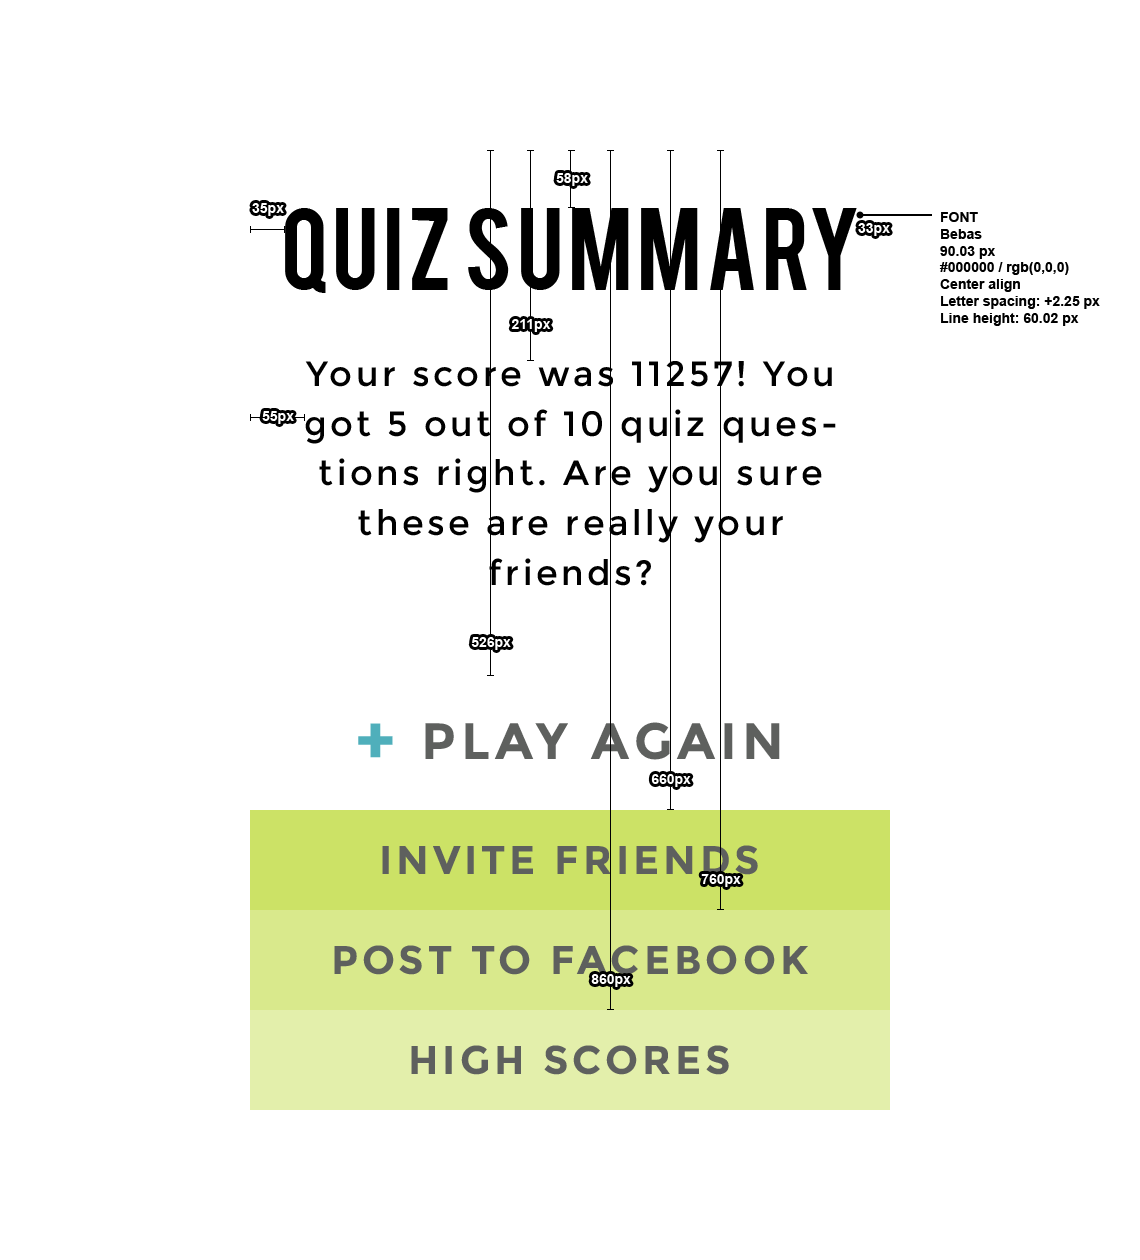 58px
35px
QUIZ SUMMARY
33px
FONT
Bebas
90.03 px
#000000 / rgb(0,0,0)
Center align
Letter spacing: +2.25 px
Line height: 60.02 px
211px
Your score was 11257! You
55px
got 5 out of 10 quiz ques-
tions right. Are you sure
these are really your
friends?
526px
+ PLAY AGAIN
660px
INVITE FRIENDS
760px
POST TO FACEBOOK
860px
HIGH SCORES